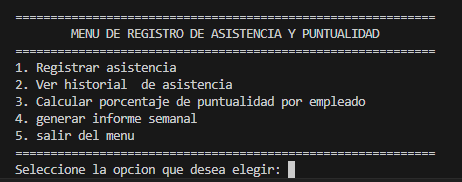 ============================================================
MENU DE REGISTRO DE ASISTENCIA Y PUNTUALIDAD
============================================================
1. Registrar asistencia
2. Ver historial  de asistencia
3. Calcular porcentaje de puntualidad por empleado
4. generar informe semanal
5. salir del menu
============================================================
Seleccione la opcion que desea elegir: